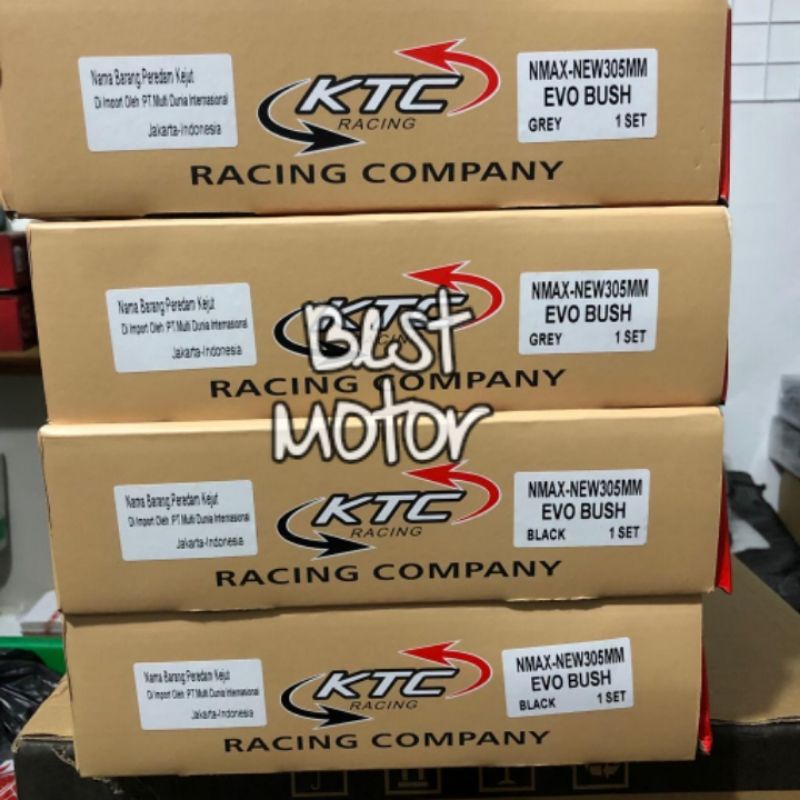 Nama Barang:Peredam Kejut
Di Import Oleh :PT.Multi Dunia Internasional
Jakarta-Indonesia
KTC
RACING
RACING COMPANY
NMAX-NEW305MM
EVO BUSH
GREY 1 SET
Nama Barang:Peredam Kejut
Di Import Oleh :PT.Multi Dunia Internasional
Jakarta-Indonesia
KTC
RACING COMPANY
NMAX-NEW305MM
EVO BUSH
GREY 1 SET
Best
Motor
Nama Barang:Peredam Kejut
Di Import Oleh :PT.Multi Dunia Internasional
Jakarta-Indonesia
KTC
RACING
RACING COMPANY
NMAX-NEW305MM
EVO BUSH
BLACK 1 SET
Nama Barang:Peredam Kejut
Di Import Oleh :PT.Multi Dunia Internasional
Jakarta-Indonesia
KTC
RACING
RACING COMPANY
NMAX-NEW305MM
EVO BUSH
BLACK 1 SET